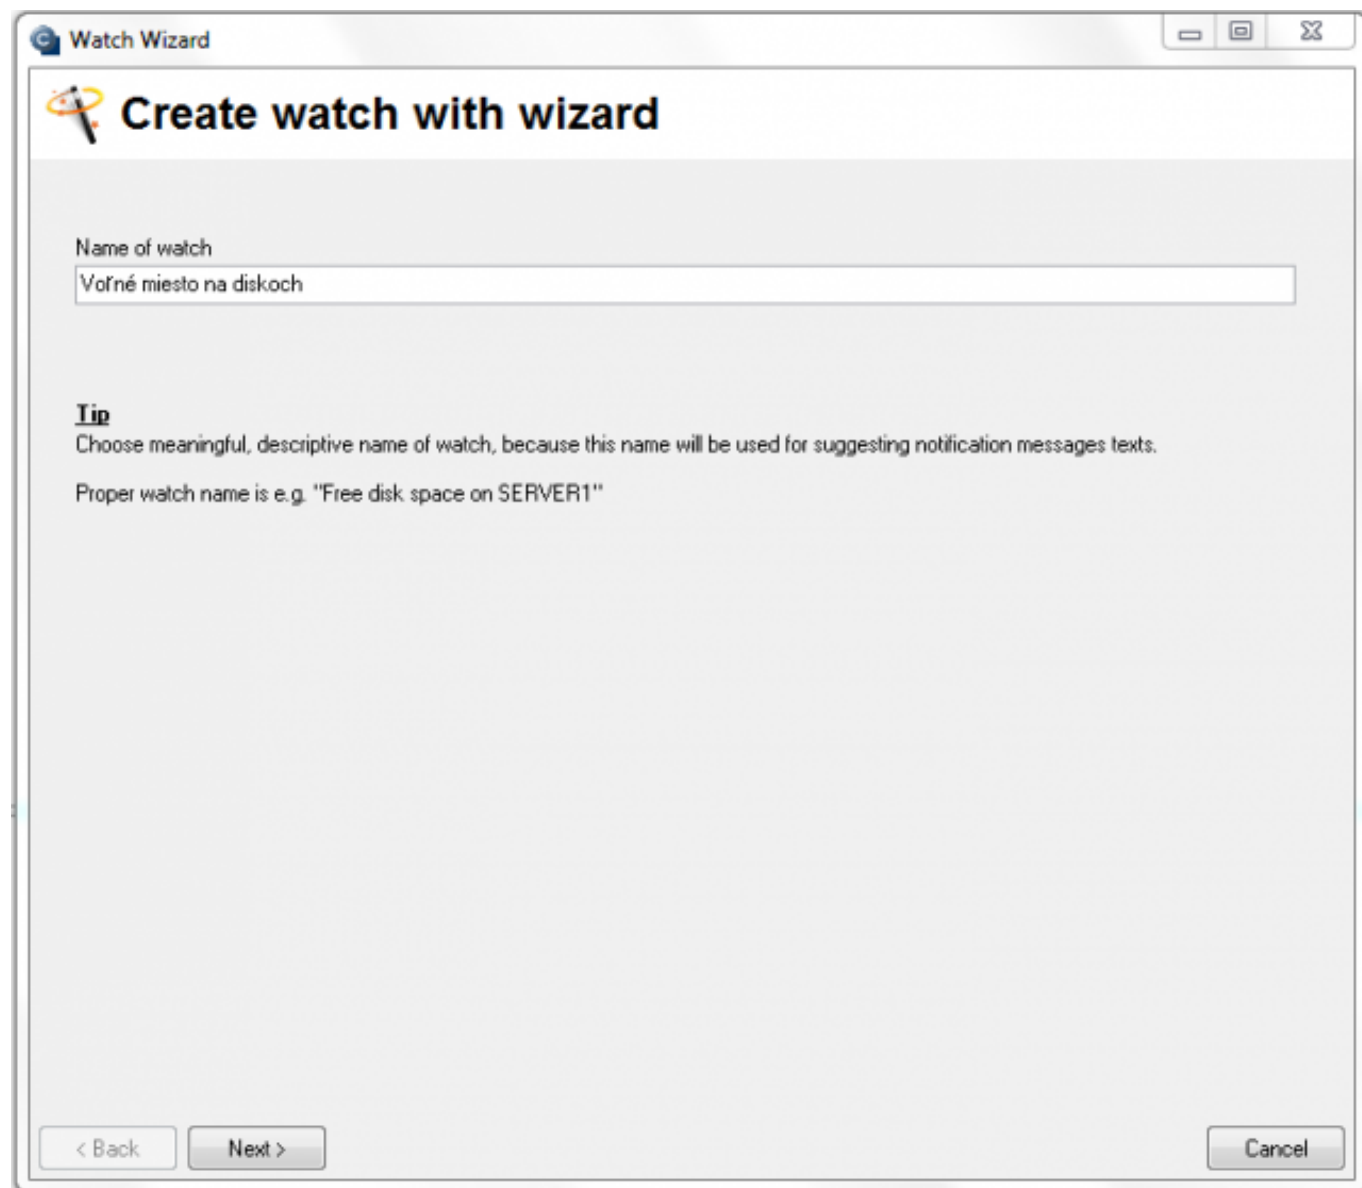 Watch Wizard
Create watch with wizard
Name of watch
Voľné miesto na diskoch
Tip
Choose meaningful, descriptive name of watch, because this name will be used for suggesting notification messages texts.
Proper watch name is e.g. "Free disk space on SERVER1"
< Back
Next >
Cancel